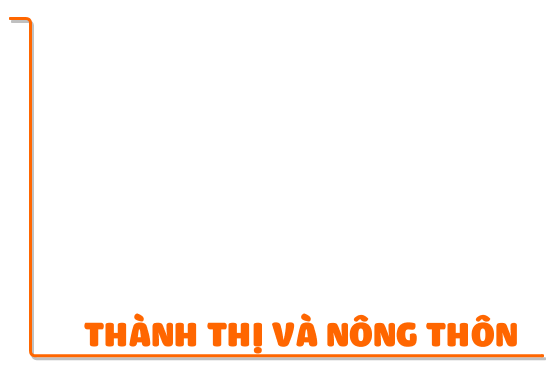 THÀNH THỊ VÀ NÔNG THÔN